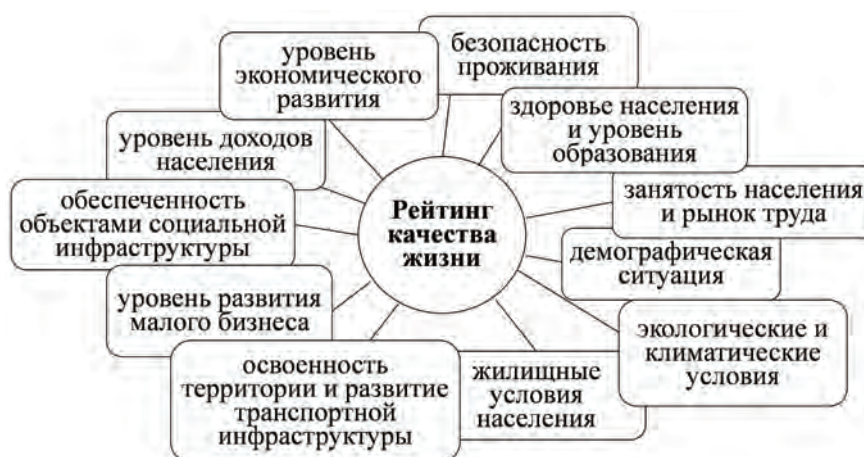 уровень
экономического
развития
безопасность
проживания
здоровье населения
и уровень
образования
уровень доходов
населения
занятость населения
и рынок труда
обеспеченность
объектами социальной
инфраструктуры
Рейтинг
качества
жизни
демографическая
ситуация
уровень развития
малого бизнеса
экологические и
климатические
условия
освоенность
территории и развитие
транспортной
инфраструктуры
жилищные
условия
населения